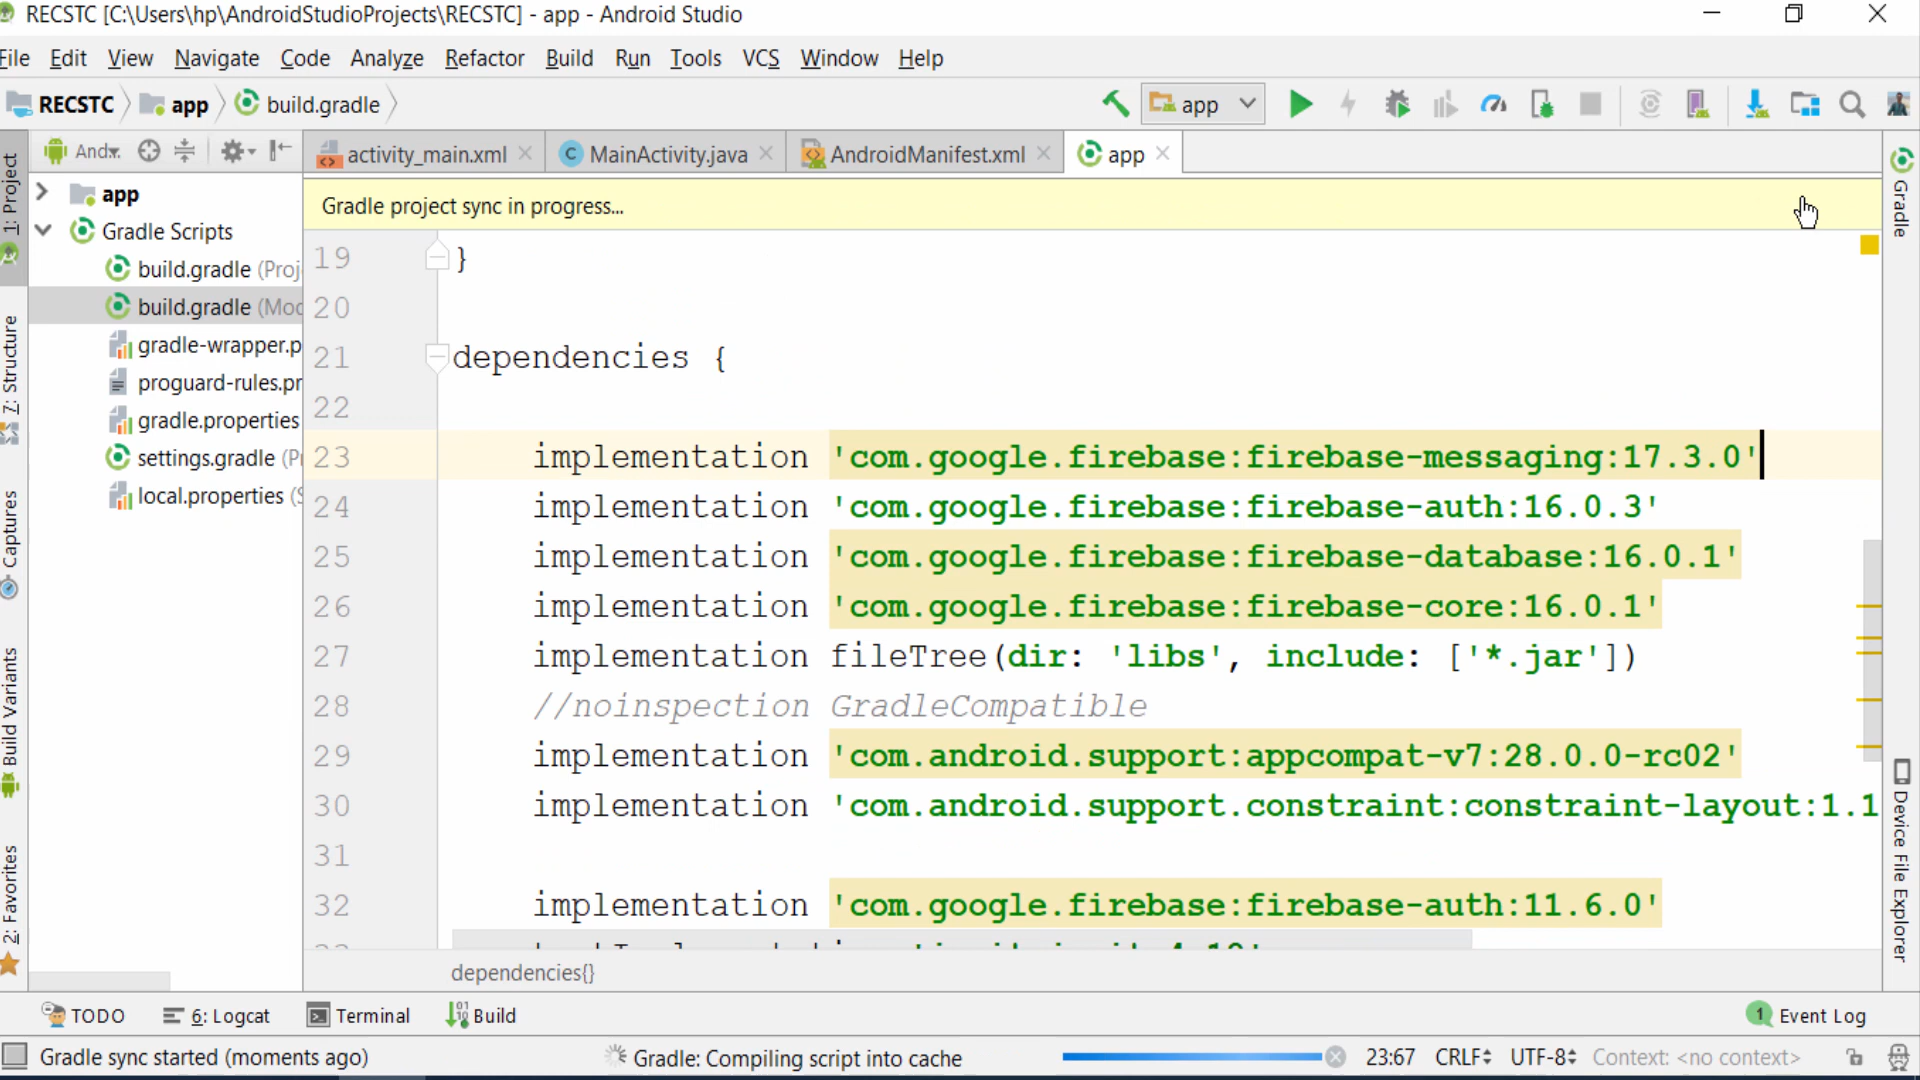 RECSTC [C:\Users\hp\AndroidStudioProjects\RECSTC] - app - Android Studio
File Edit View Navigate Code Analyze Refactor Build Run Tools VCS Window Help
RECSTC app build.gradle app
1: Project
7: Structure
Captures
Build Variants
2: Favorites
app
Gradle Scripts
build.gradle (Proj
build.gradle (Mod
gradle-wrapper.p
proguard-rules.pr
gradle.properties
settings.gradle (P
local.properties (S
activity_main.xml MainActivity.java AndroidManifest.xml app
Gradle project sync in progress...
19 }
20
21 dependencies {
22
23 implementation 'com.google.firebase:firebase-messaging:17.3.0'
24 implementation 'com.google.firebase:firebase-auth:16.0.3'
25 implementation 'com.google.firebase:firebase-database:16.0.1'
26 implementation 'com.google.firebase:firebase-core:16.0.1'
27 implementation fileTree(dir: 'libs', include: ['*.jar'])
28 //noinspection GradleCompatible
29 implementation 'com.android.support:appcompat-v7:28.0.0-rc02'
30 implementation 'com.android.support.constraint:constraint-layout:1.1
31
32 implementation 'com.google.firebase:firebase-auth:11.6.0'
dependencies{}
Gradle
Device File Explorer
TODO 6: Logcat Terminal Build 1 Event Log
Gradle sync started (moments ago) Gradle: Compiling script into cache 23:67 CRLF UTF-8 Context: <no context>